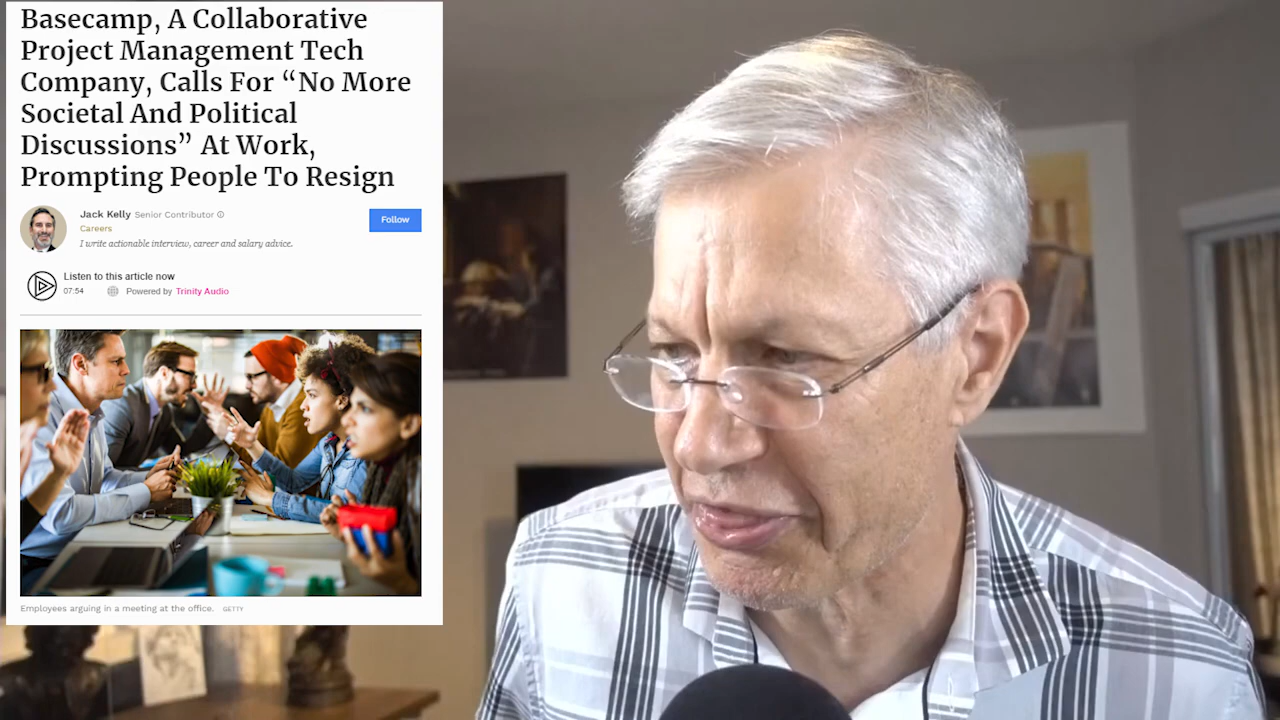 Basecamp, A Collaborative
Project Management Tech
Company, Calls For “No More
Societal And Political
Discussions” At Work,
Prompting People To Resign
Jack Kelly Senior Contributor
Careers
I write actionable interview, career and salary advice.
Follow
Listen to this article now
07:54 Powered by Trinity Audio
Employees arguing in a meeting at the office. GETTY